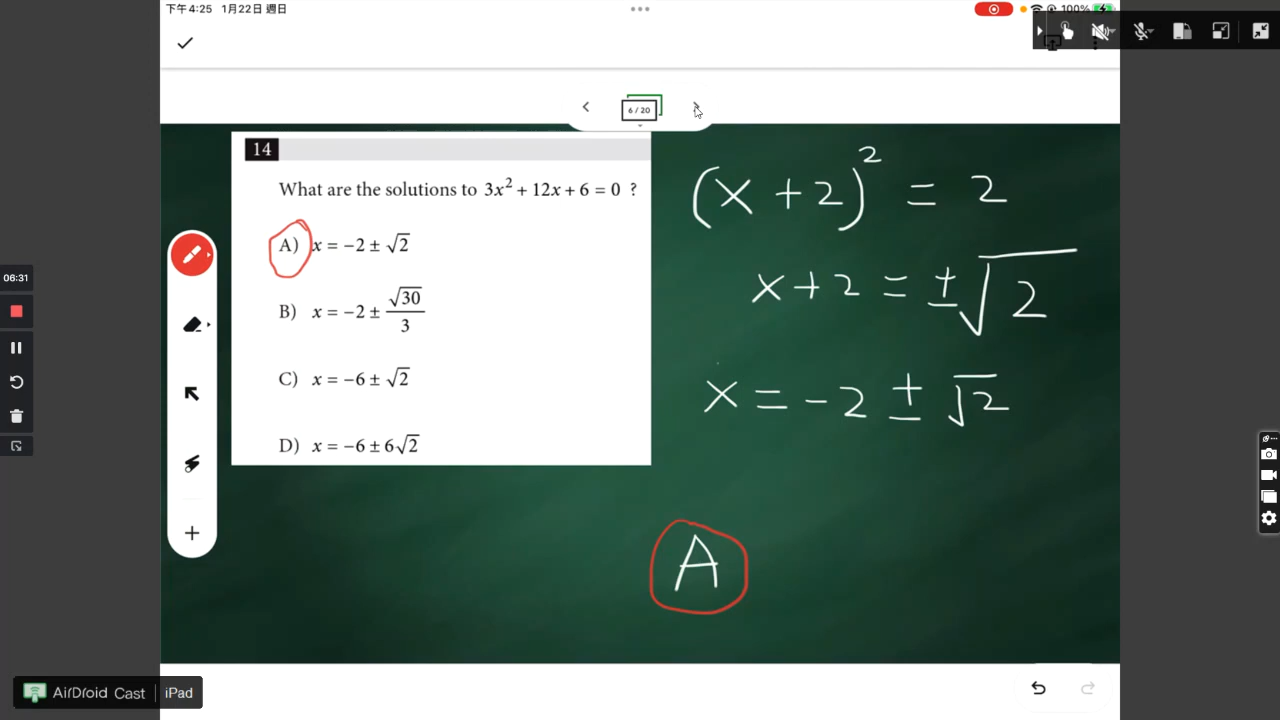 下午4:25 1月22日 週日
100%
6 / 20
14
What are the solutions to 3x² + 12x + 6 = 0 ?
A) x = −2 ± √2
B) x = −2 ± √30/3
C) x = −6 ± √2
D) x = −6 ± 6√2
(x + 2)² = 2
x + 2 = ± √2
x = − 2 ± √2
A
06:31
AirDroid Cast | iPad